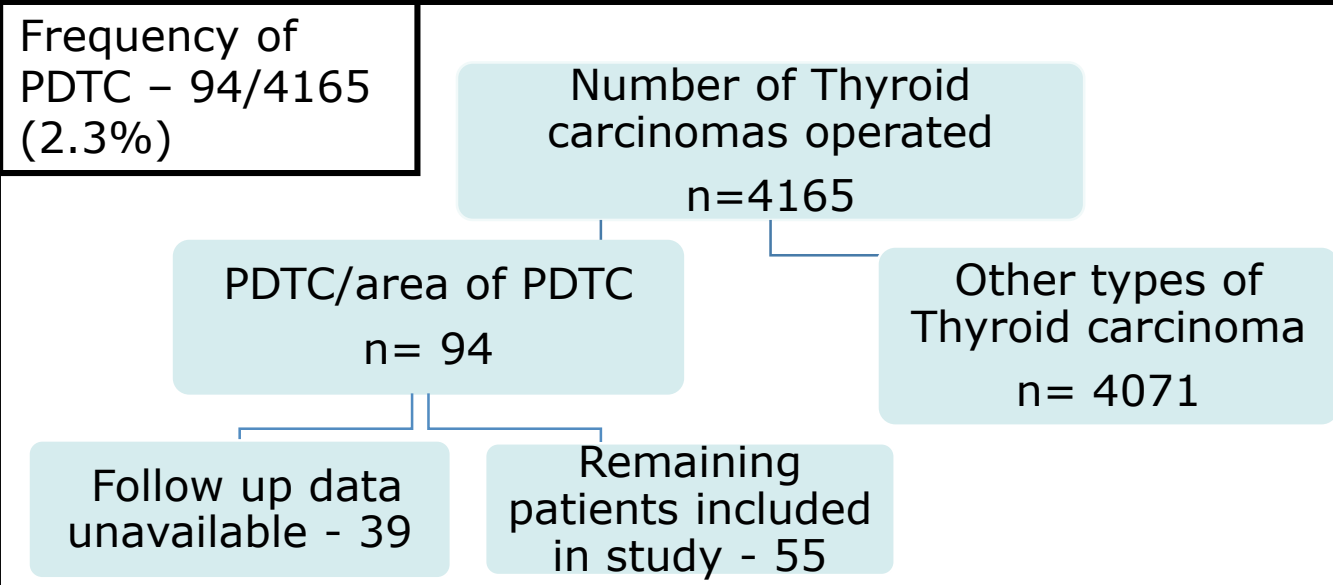 Frequency of
PDTC – 94/4165
(2.3%)
Number of Thyroid
carcinomas operated
n=4165
PDTC/area of PDTC
n= 94
Other types of
Thyroid carcinoma
n= 4071
Follow up data
unavailable - 39
Remaining
patients included
in study - 55